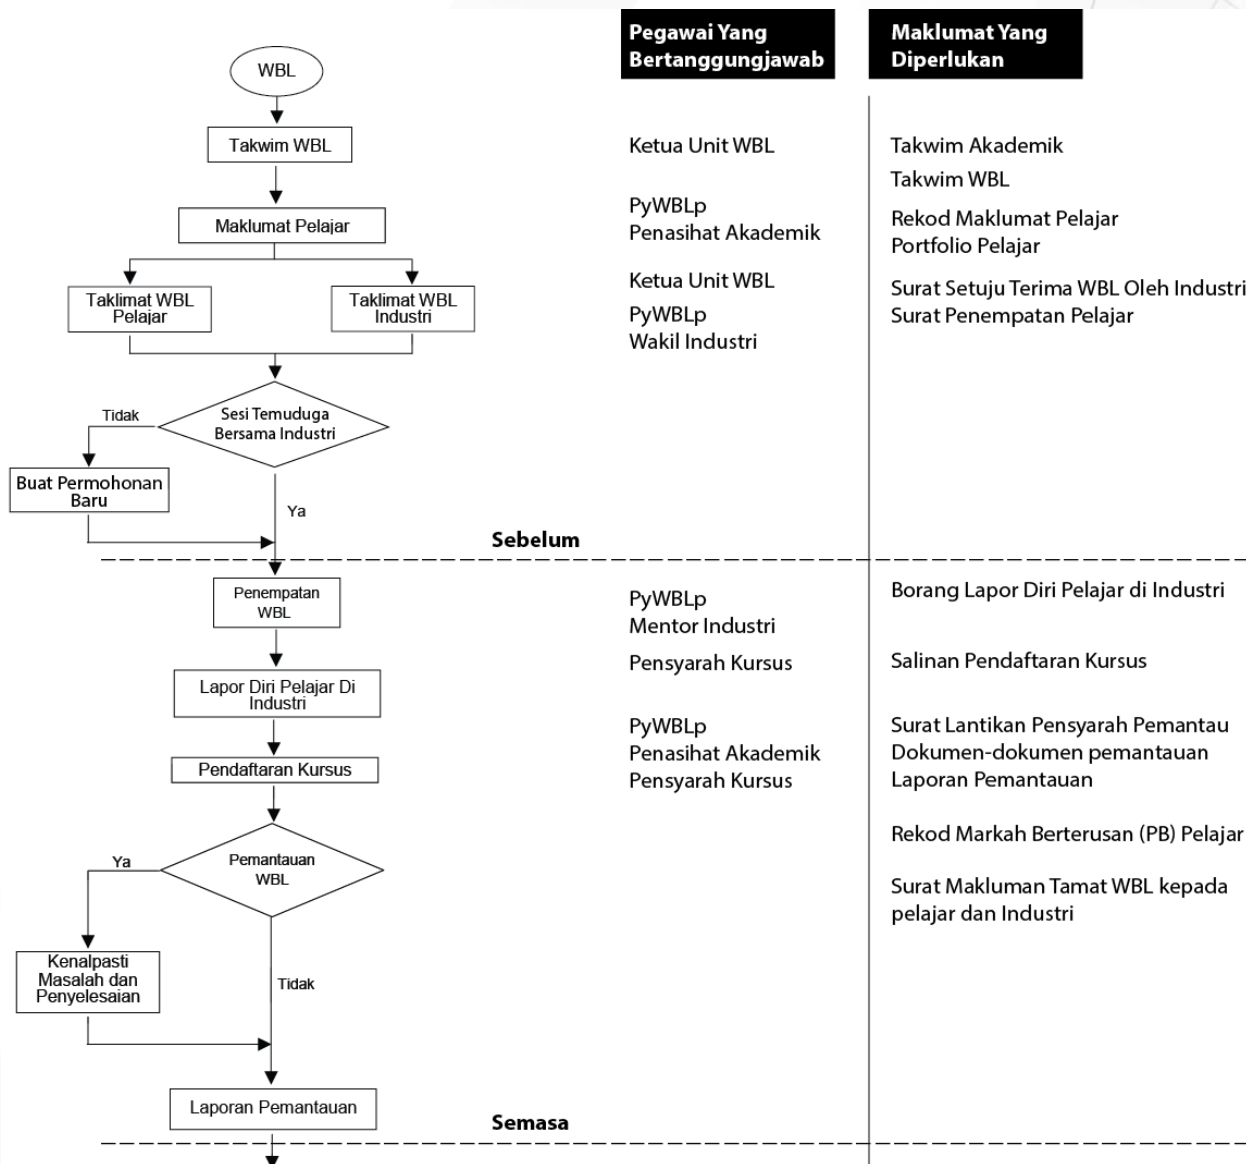 Pegawai Yang
Bertanggungjawab
Maklumat Yang
Diperlukan
WBL
Takwim WBL
Ketua Unit WBL
Takwim Akademik
Takwim WBL
Maklumat Pelajar
PyWBLp
Penasihat Akademik
Rekod Maklumat Pelajar
Portfolio Pelajar
Taklimat WBL
Pelajar
Taklimat WBL
Industri
Ketua Unit WBL
PyWBLp
Wakil Industri
Surat Setuju Terima WBL Oleh Industri
Surat Penempatan Pelajar
Sesi Temuduga
Bersama Industri
Tidak
Buat Permohonan
Baru
Ya
Sebelum
Penempatan
WBL
PyWBLp
Mentor Industri
Borang Lapor Diri Pelajar di Industri
Lapor Diri Pelajar Di
Industri
Pensyarah Kursus
Salinan Pendaftaran Kursus
Pendaftaran Kursus
PyWBLp
Penasihat Akademik
Pensyarah Kursus
Surat Lantikan Pensyarah Pemantau
Dokumen-dokumen pemantauan
Laporan Pemantauan
Rekod Markah Berterusan (PB) Pelajar
Surat Makluman Tamat WBL kepada
pelajar dan Industri
Pemantauan
WBL
Ya
Kenalpasti
Masalah dan
Penyelesaian
Tidak
Laporan Pemantauan
Semasa